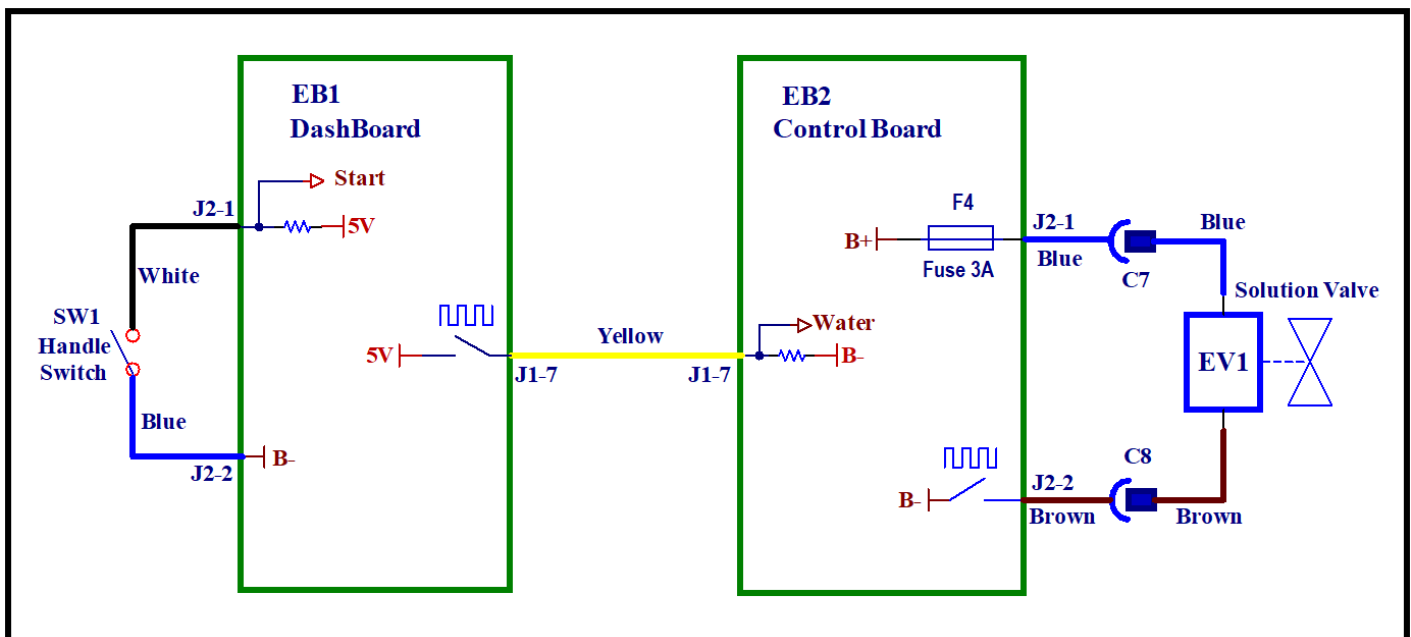 EB1
DashBoard
Start
J2-1
5V
White
SW1
Handle
Switch
Blue
J2-2
B-
5V
J1-7
Yellow
J1-7
EB2
Control Board
F4
B+
Fuse 3A
J2-1
Blue
C7
Blue
Water
B-
Solution Valve
EV1
B-
J2-2
Brown
C8
Brown